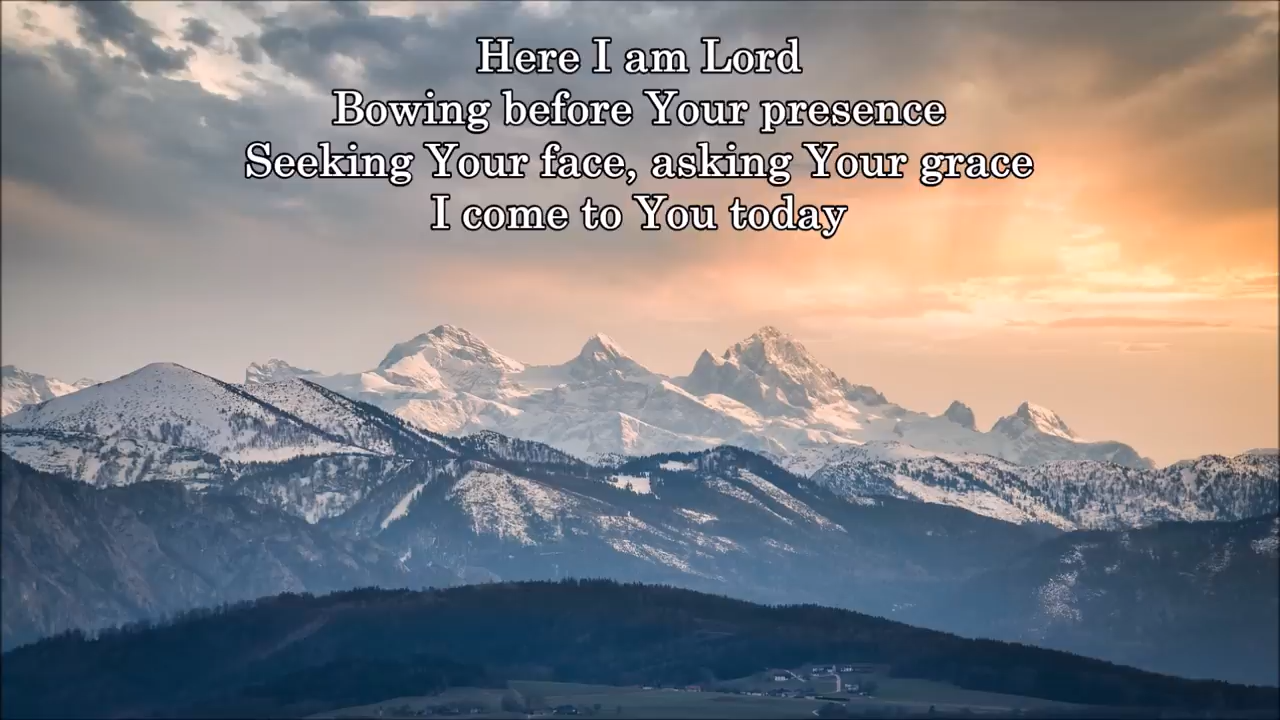 Here I am Lord
Bowing before Your presence
Seeking Your face, asking Your grace
I come to You today